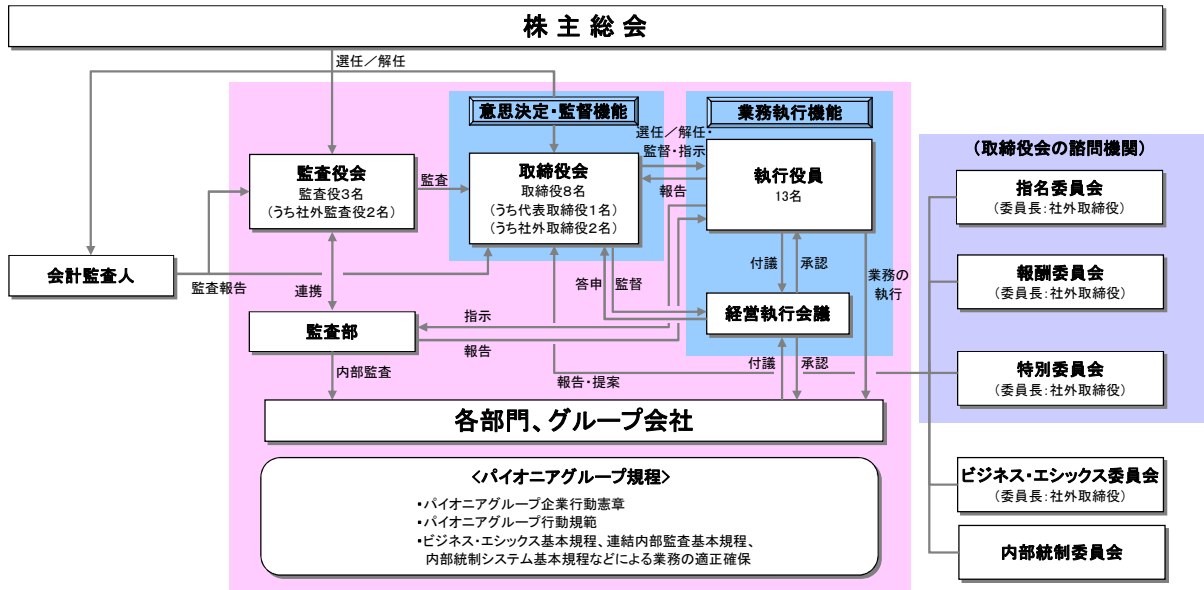 株主総会
選任／解任
意思決定・監督機能
業務執行機能
選任／解任・
監督・指示
(取締役会の諮問機関)
監査役会
監査役3名
(うち社外監査役2名)
監査
取締役会
取締役8名
(うち代表取締役1名)
(うち社外取締役2名)
報告
執行役員
13名
指名委員会
(委員長：社外取締役)
会計監査人
監査報告
連携
答申
監督
付議
承認
業務の
執行
報酬委員会
(委員長：社外取締役)
監査部
指示
報告
経営執行会議
内部監査
報告・提案
付議
承認
特別委員会
(委員長：社外取締役)
各部門、グループ会社
<パイオニアグループ規程>
・パイオニアグループ企業行動憲章
・パイオニアグループ行動規範
・ビジネス・エシックス基本規程、連結内部監査基本規程、
内部統制システム基本規程などによる業務の適正確保
ビジネス・エシックス委員会
(委員長：社外取締役)
内部統制委員会